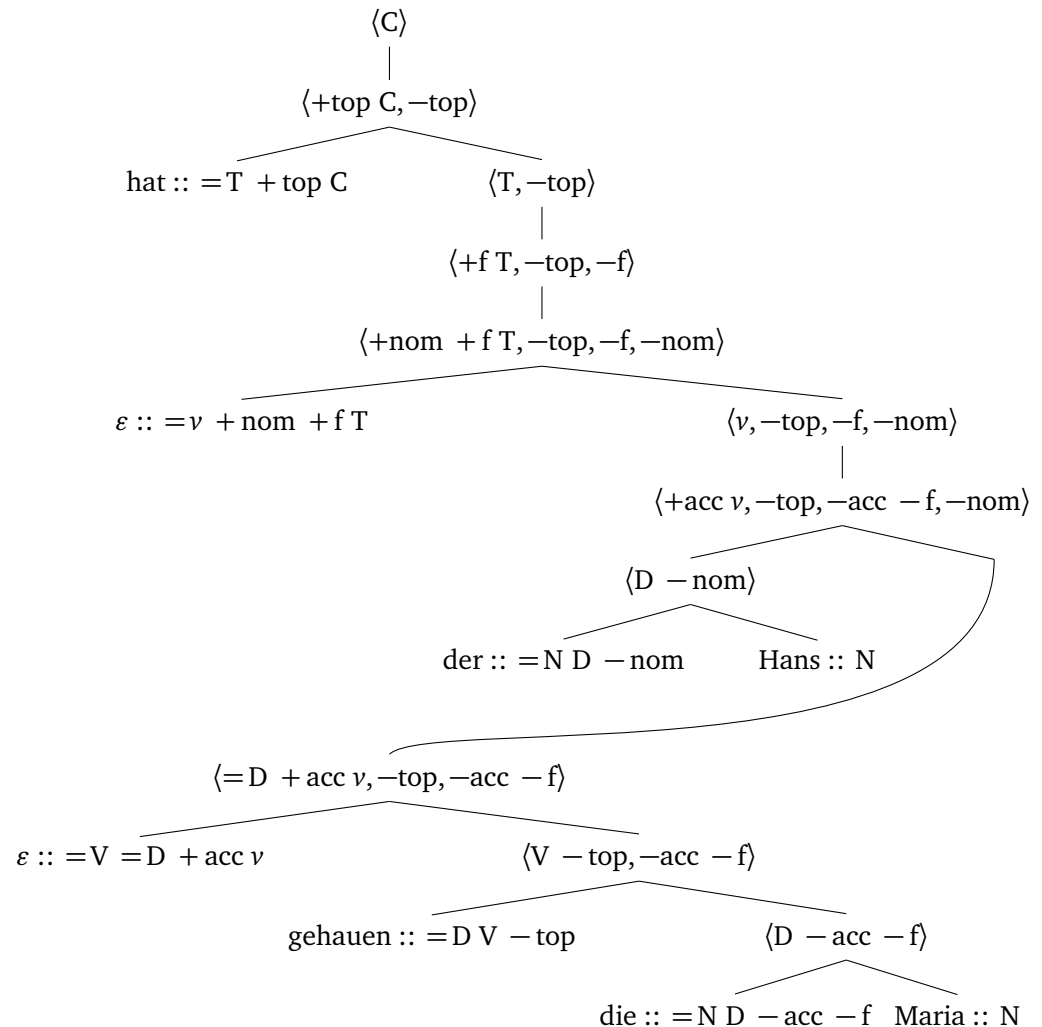 ⟨C⟩
⟨+top C, −top⟩
hat :: =T +top C ⟨T, −top⟩
⟨+f T, −top, −f⟩
⟨+nom +f T, −top, −f, −nom⟩
ε :: =v +nom +f T ⟨v, −top, −f, −nom⟩
⟨+acc v, −top, −acc −f, −nom⟩
⟨D −nom⟩
der :: =N D −nom Hans :: N
⟨=D +acc v, −top, −acc −f⟩
ε :: =V =D +acc v ⟨V −top, −acc −f⟩
gehauen :: =D V −top ⟨D −acc −f⟩
die :: =N D −acc −f Maria :: N